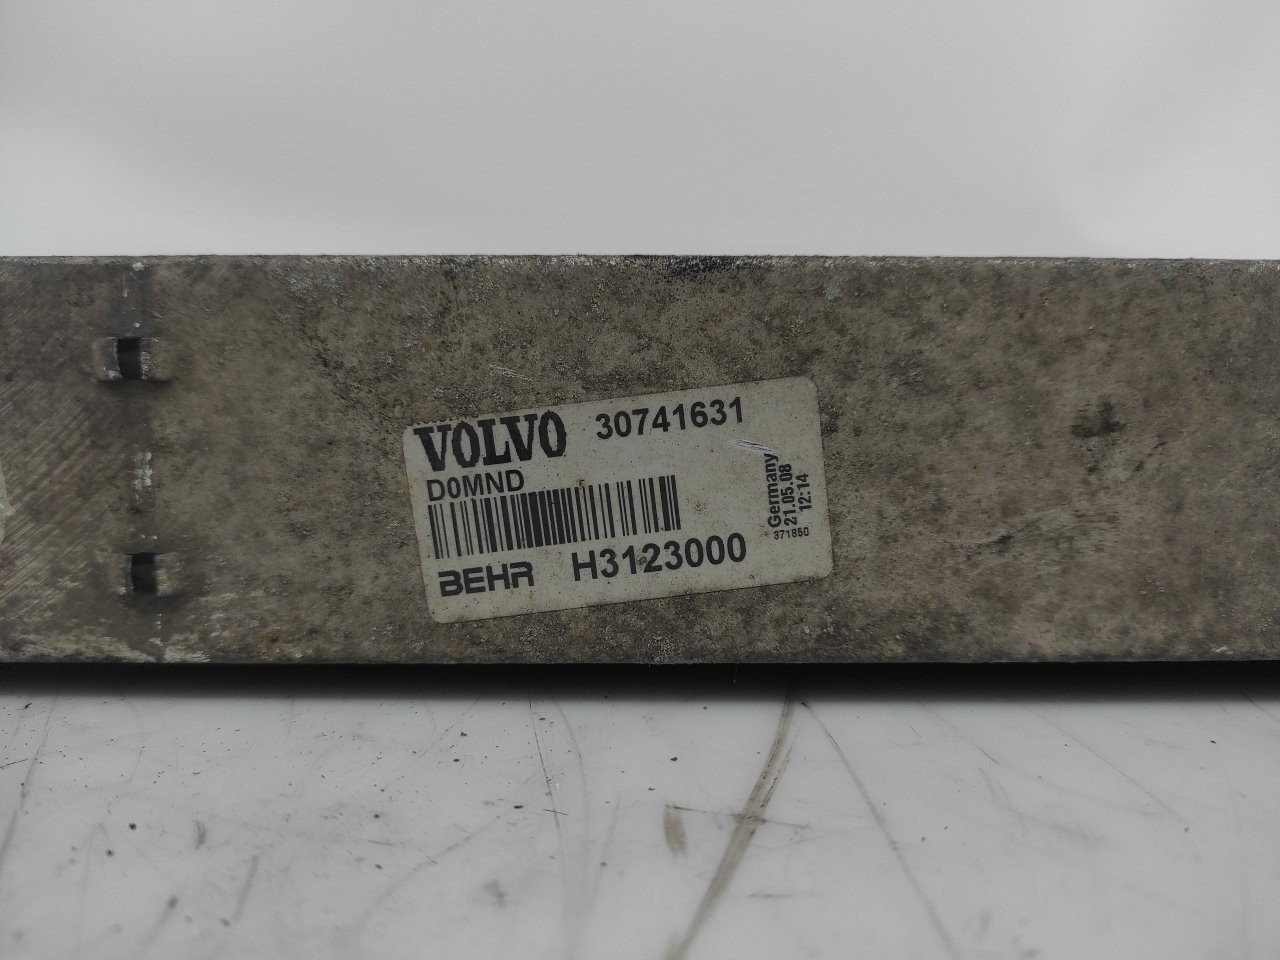 VOLVO 30741631
D0MND
BEHR H3123000
Germany
21.05.08
12:14
371850